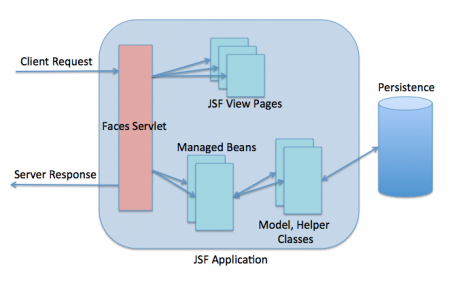 Client Request
JSF View Pages
Persistence
Faces Servlet
Managed Beans
Server Response
Model, Helper
Classes
JSF Application